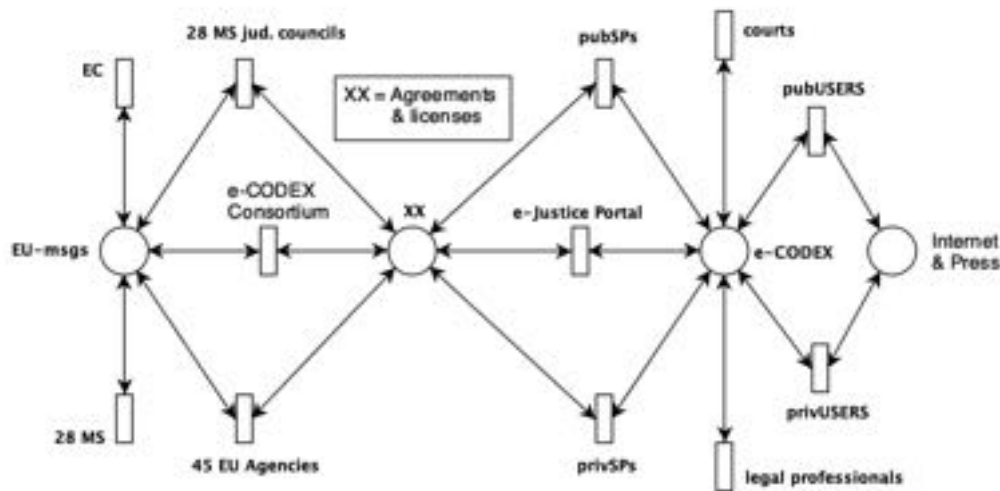 28 MS jud. councils
pubSPs
courts
EC
XX = Agreements
& licenses
pubUSERS
e-CODEX
Consortium
XX
e-Justice Portal
EU-msgs
e-CODEX
Internet
& Press
privUSERS
28 MS
45 EU Agencies
privSPs
legal professionals